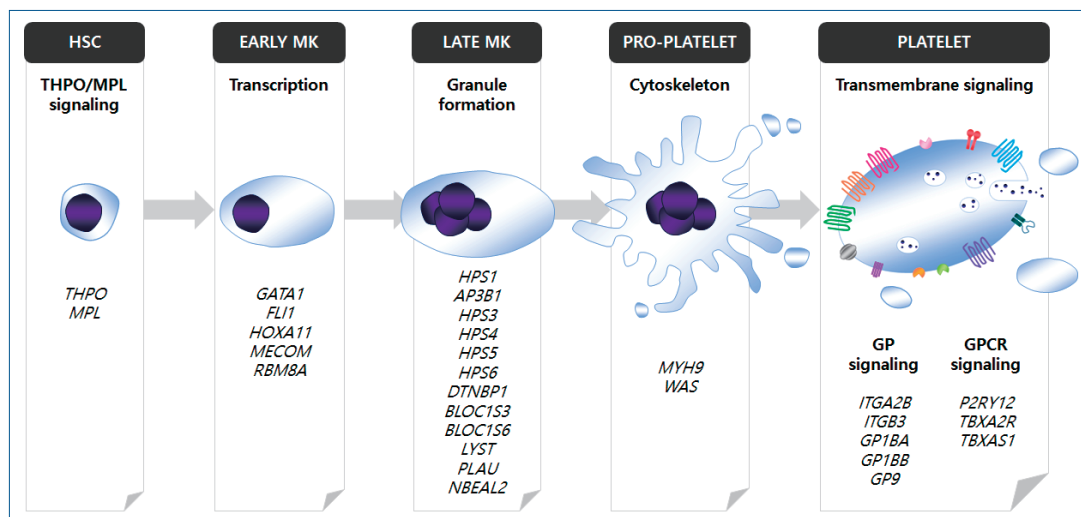 HSC
THPO/MPL
signaling
THPO
MPL
EARLY MK
Transcription
GATA1
FLI1
HOXA11
MECOM
RBM8A
LATE MK
Granule
formation
HPS1
AP3B1
HPS3
HPS4
HPS5
HPS6
DTNBP1
BLOC1S3
BLOC1S6
LYST
PLAU
NBEAL2
PRO-PLATELET
Cytoskeleton
MYH9
WAS
PLATELET
Transmembrane signaling
GP
signaling
ITGA2B
ITGB3
GP1BA
GP1BB
GP9
GPCR
signaling
P2RY12
TBXA2R
TBXAS1